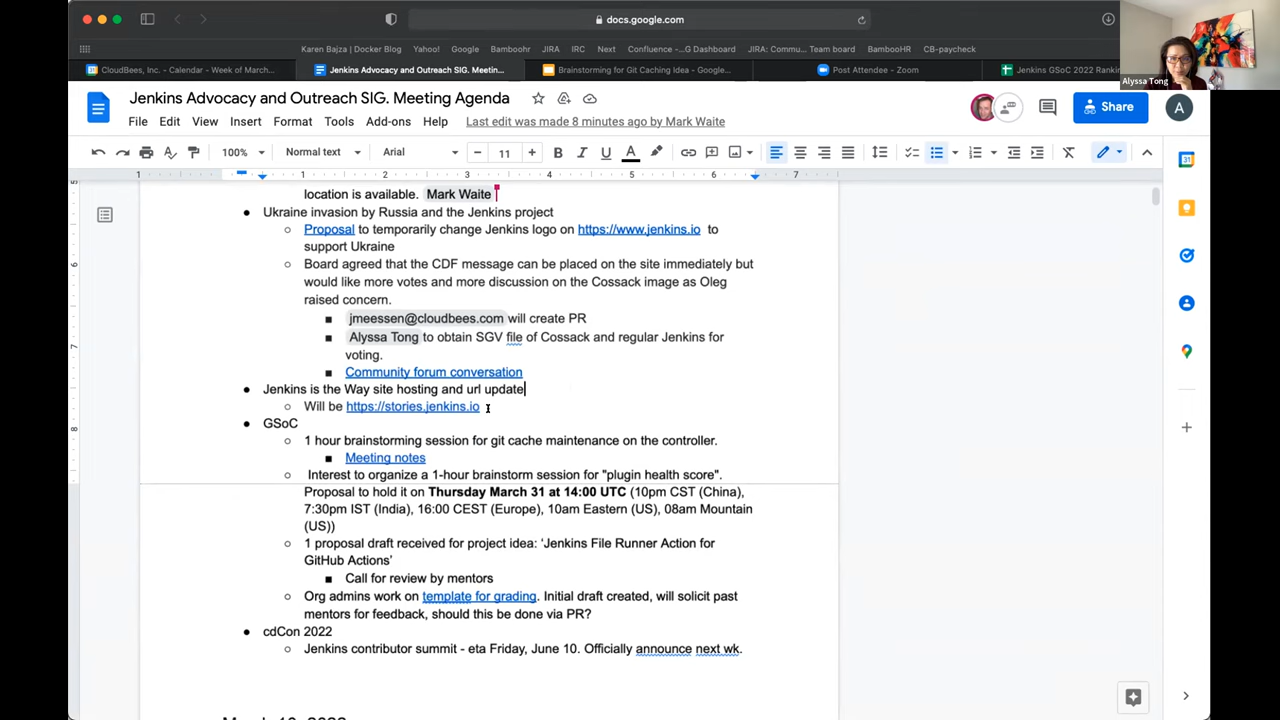 docs.google.com
Karen Bajza | Docker Blog Yahoo! Google Bamboohr JIRA IRC Next Confluence -...G Dashboard JIRA: Commu... Team board BambooHR CB-paycheck
CloudBees, Inc. - Calendar - Week of March...
Jenkins Advocacy and Outreach SIG. Meetin...
Brainstorming for Git Caching Idea - Google...
Post Attendee - Zoom
Jenkins GSoC 2022 Rankin
Alyssa Tong
Jenkins Advocacy and Outreach SIG. Meeting Agenda
File Edit View Insert Format Tools Add-ons Help Last edit was made 8 minutes ago by Mark Waite
Share
A
100% Normal text Arial 11
1 1 2 3 4 5 6 7
location is available. Mark Waite
● Ukraine invasion by Russia and the Jenkins project
○ Proposal to temporarily change Jenkins logo on https://www.jenkins.io to
support Ukraine
○ Board agreed that the CDF message can be placed on the site immediately but
would like more votes and more discussion on the Cossack image as Oleg
raised concern.
■ jmeessen@cloudbees.com will create PR
■ Alyssa Tong to obtain SGV file of Cossack and regular Jenkins for
voting.
■ Community forum conversation
● Jenkins is the Way site hosting and url update
○ Will be https://stories.jenkins.io
● GSoC
○ 1 hour brainstorming session for git cache maintenance on the controller.
■ Meeting notes
○ Interest to organize a 1-hour brainstorm session for "plugin health score".
Proposal to hold it on Thursday March 31 at 14:00 UTC (10pm CST (China),
7:30pm IST (India), 16:00 CEST (Europe), 10am Eastern (US), 08am Mountain
(US))
○ 1 proposal draft received for project idea: ‘Jenkins File Runner Action for
GitHub Actions’
■ Call for review by mentors
○ Org admins work on template for grading. Initial draft created, will solicit past
mentors for feedback, should this be done via PR?
● cdCon 2022
○ Jenkins contributor summit - eta Friday, June 10. Officially announce next wk.
March 10, 2022